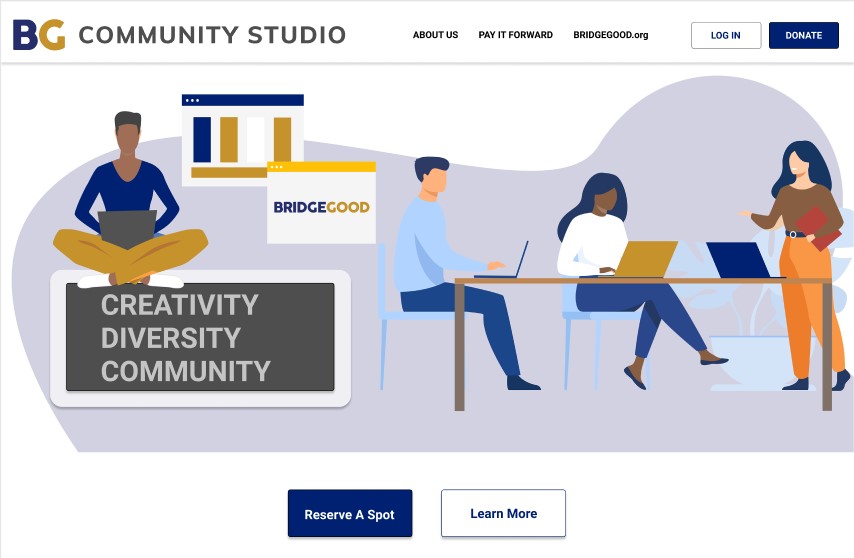 BG COMMUNITY STUDIO
ABOUT US
PAY IT FORWARD
BRIDGEGOOD.org
LOG IN
DONATE
BRIDGEGOOD
CREATIVITY
DIVERSITY
COMMUNITY
Reserve A Spot
Learn More